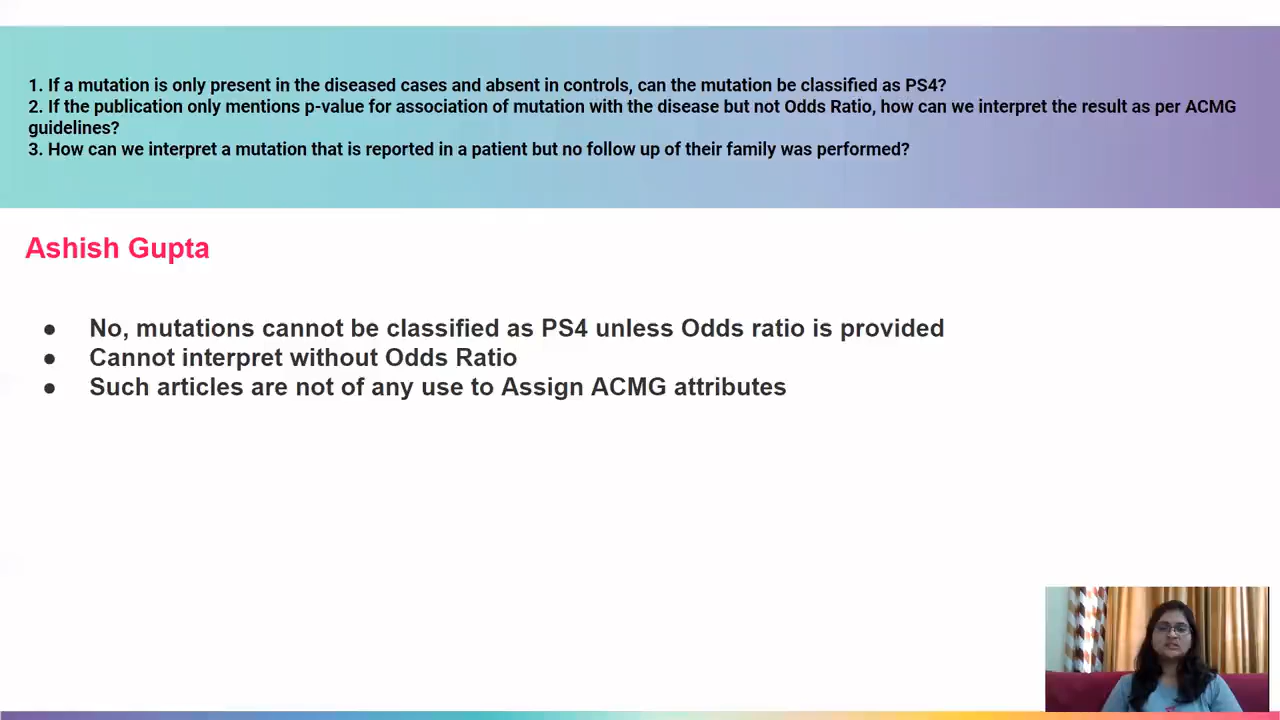 1. If a mutation is only present in the diseased cases and absent in controls, can the mutation be classified as PS4?
2. If the publication only mentions p-value for association of mutation with the disease but not Odds Ratio, how can we interpret the result as per ACMG
guidelines?
3. How can we interpret a mutation that is reported in a patient but no follow up of their family was performed?
Ashish Gupta
● No, mutations cannot be classified as PS4 unless Odds ratio is provided
● Cannot interpret without Odds Ratio
● Such articles are not of any use to Assign ACMG attributes